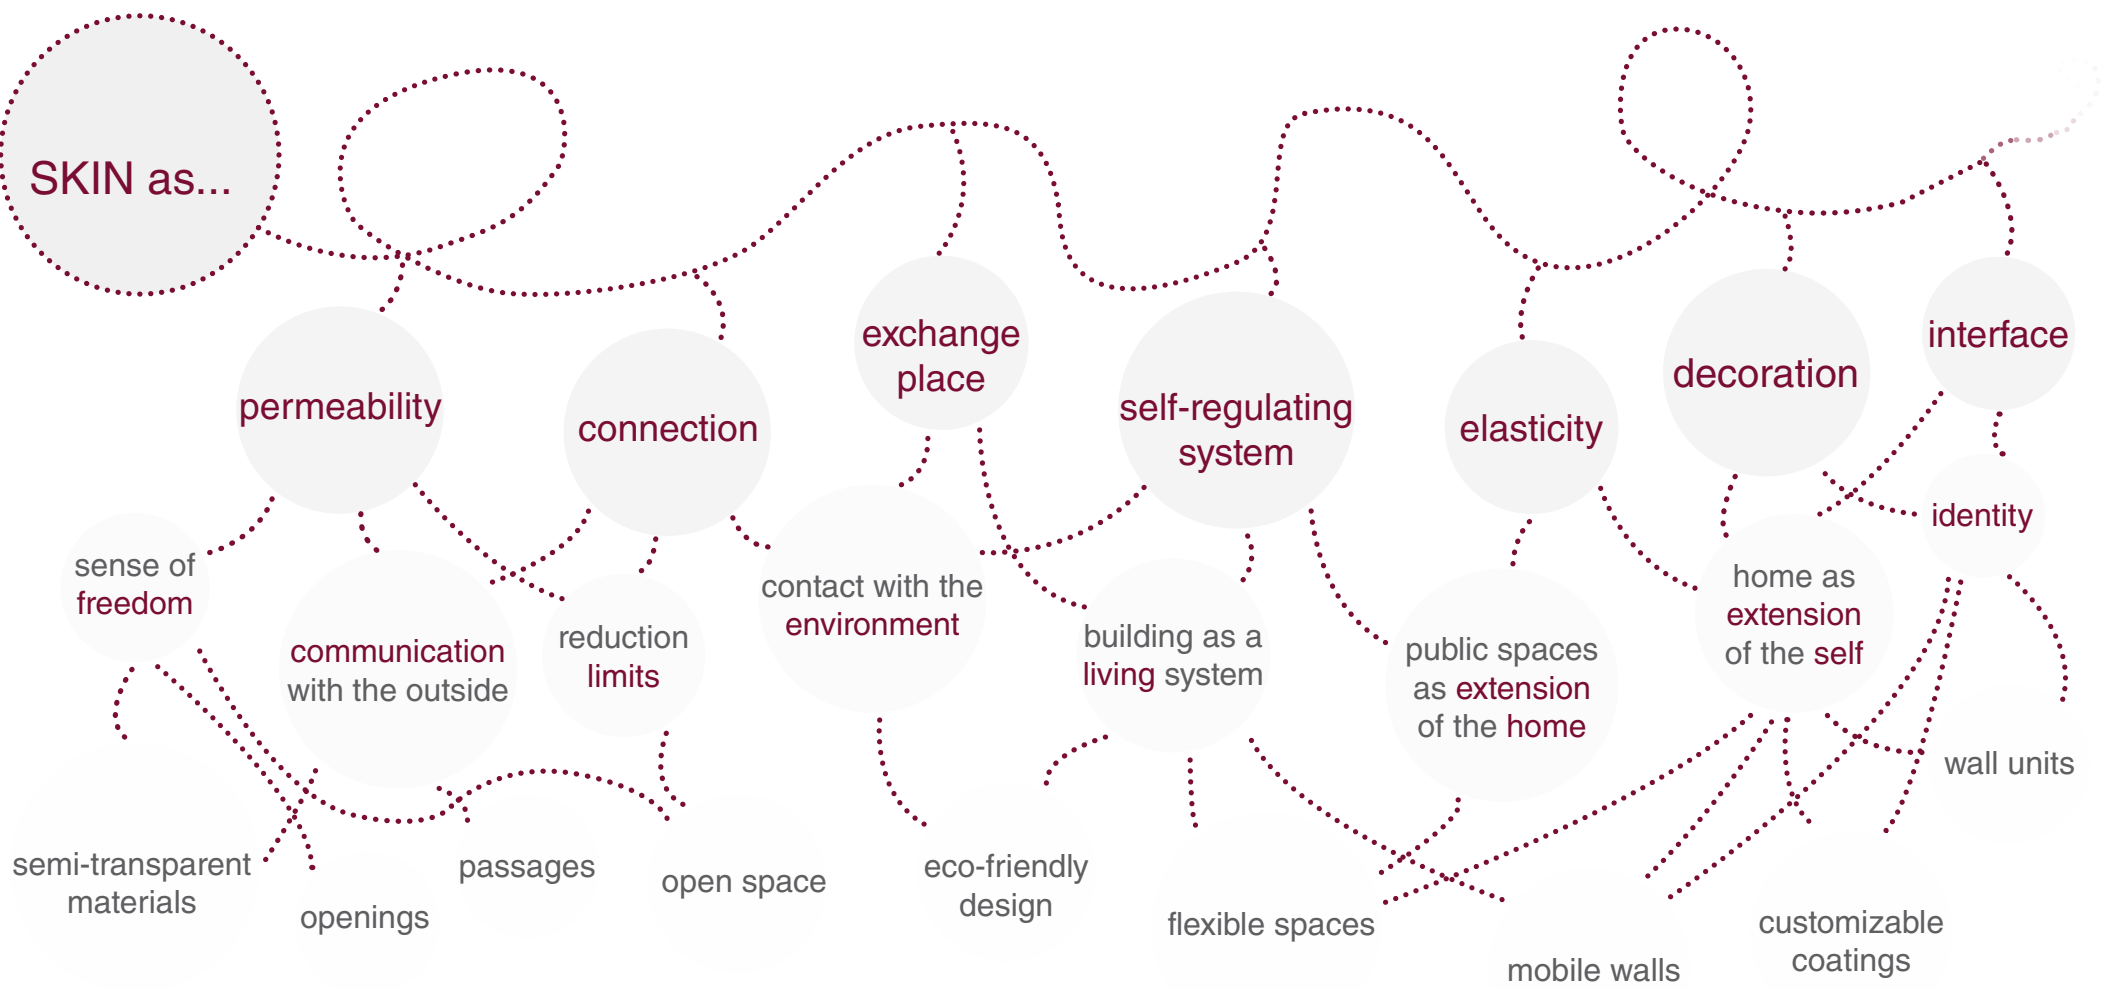 SKIN as...
permeability
connection
exchange
place
self-regulating
system
elasticity
decoration
interface
sense of
freedom
communication
with the outside
reduction
limits
contact with the
environment
building as a
living system
public spaces
as extension
of the home
home as
extension
of the self
identity
semi-transparent
materials
openings
passages
open space
eco-friendly
design
flexible spaces
mobile walls
customizable
coatings
wall units